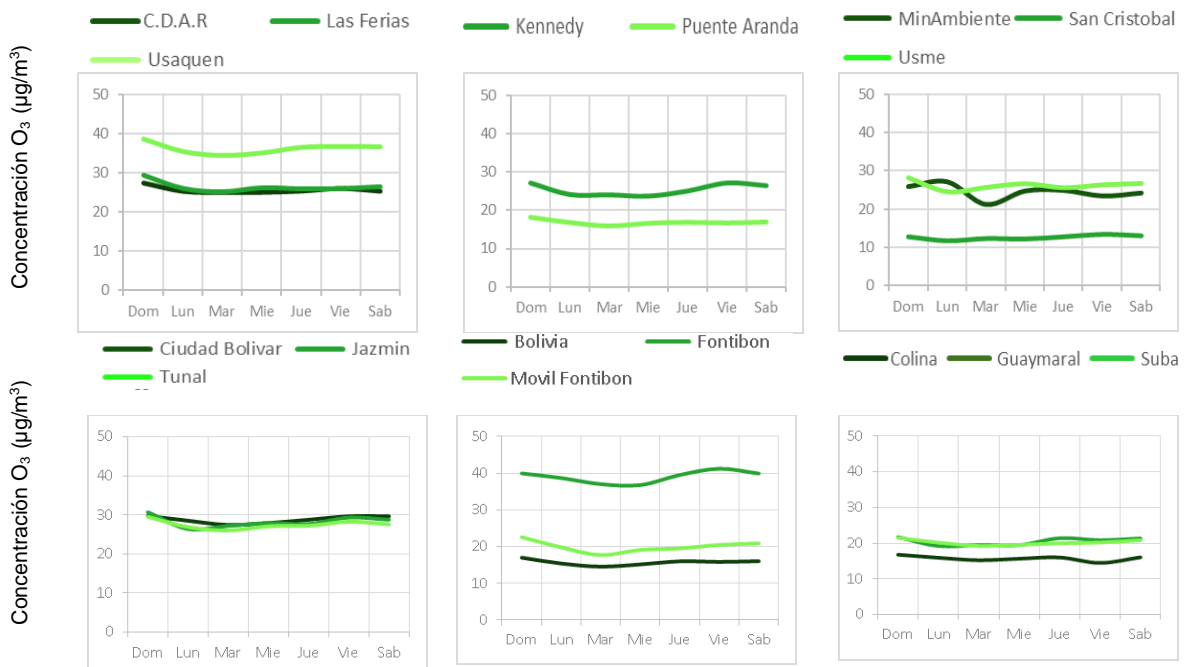 C.D.A.R Las Ferias
Usaquen
Concentración O₃ (µg/m³)
50
40
30
20
10
0
Dom Lun Mar Mie Jue Vie Sab
Kennedy Puente Aranda
50
40
30
20
10
0
Dom Lun Mar Mie Jue Vie Sab
MinAmbiente San Cristobal
Usme
50
40
30
20
10
0
Dom Lun Mar Mie Jue Vie Sab
Ciudad Bolivar Jazmin
Tunal
Concentración O₃ (µg/m³)
50
40
30
20
10
0
Dom Lun Mar Mie Jue Vie Sab
Bolivia Fontibon
Movil Fontibon
50
40
30
20
10
0
Dom Lun Mar Mie Jue Vie Sab
Colina Guaymaral Suba
50
40
30
20
10
0
Dom Lun Mar Mie Jue Vie Sab